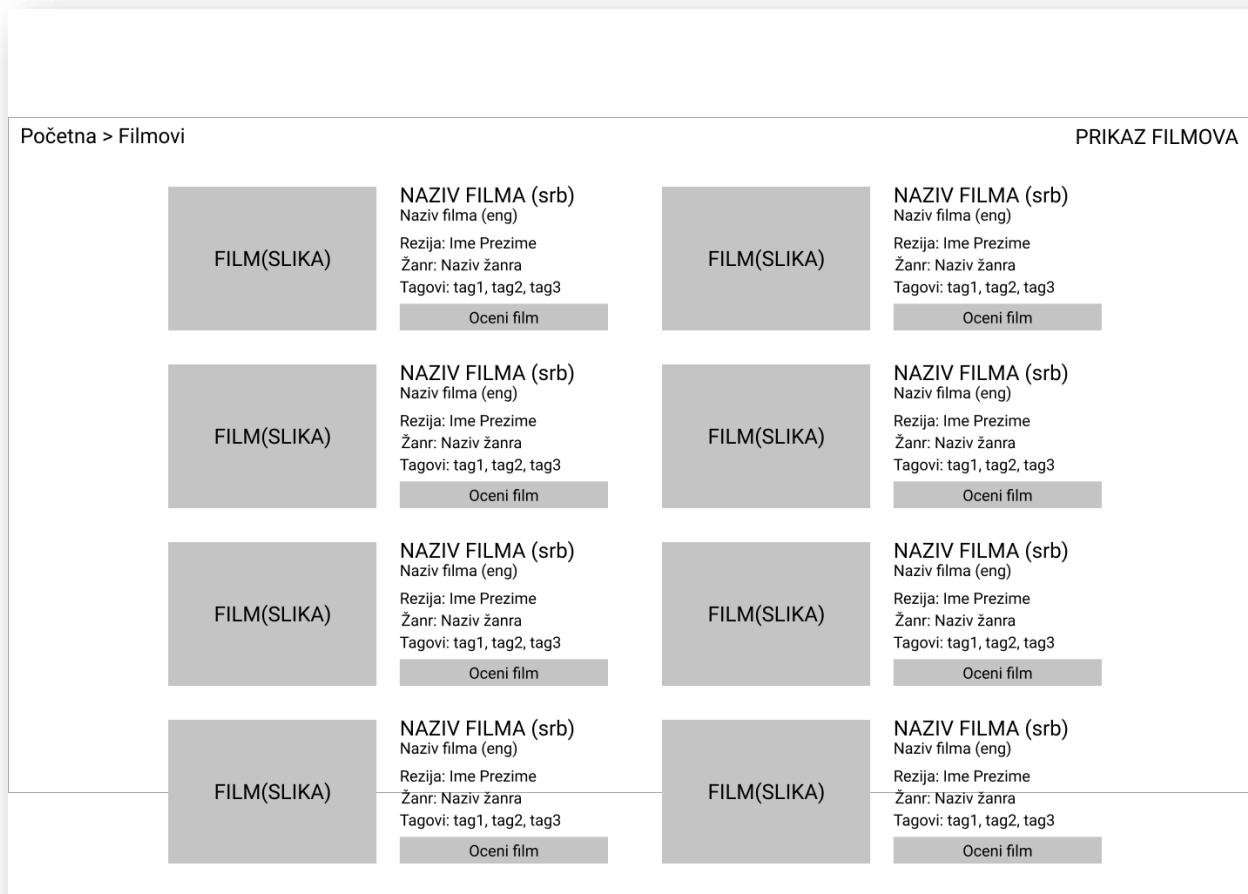 Početna > Filmovi
PRIKAZ FILMOVA
FILM(SLIKA)
NAZIV FILMA (srb)
Naziv filma (eng)
Rezija: Ime Prezime
Žanr: Naziv žanra
Tagovi: tag1, tag2, tag3
Oceni film
FILM(SLIKA)
NAZIV FILMA (srb)
Naziv filma (eng)
Rezija: Ime Prezime
Žanr: Naziv žanra
Tagovi: tag1, tag2, tag3
Oceni film
FILM(SLIKA)
NAZIV FILMA (srb)
Naziv filma (eng)
Rezija: Ime Prezime
Žanr: Naziv žanra
Tagovi: tag1, tag2, tag3
Oceni film
FILM(SLIKA)
NAZIV FILMA (srb)
Naziv filma (eng)
Rezija: Ime Prezime
Žanr: Naziv žanra
Tagovi: tag1, tag2, tag3
Oceni film
FILM(SLIKA)
NAZIV FILMA (srb)
Naziv filma (eng)
Rezija: Ime Prezime
Žanr: Naziv žanra
Tagovi: tag1, tag2, tag3
Oceni film
FILM(SLIKA)
NAZIV FILMA (srb)
Naziv filma (eng)
Rezija: Ime Prezime
Žanr: Naziv žanra
Tagovi: tag1, tag2, tag3
Oceni film
FILM(SLIKA)
NAZIV FILMA (srb)
Naziv filma (eng)
Rezija: Ime Prezime
Žanr: Naziv žanra
Tagovi: tag1, tag2, tag3
Oceni film
FILM(SLIKA)
NAZIV FILMA (srb)
Naziv filma (eng)
Rezija: Ime Prezime
Žanr: Naziv žanra
Tagovi: tag1, tag2, tag3
Oceni film